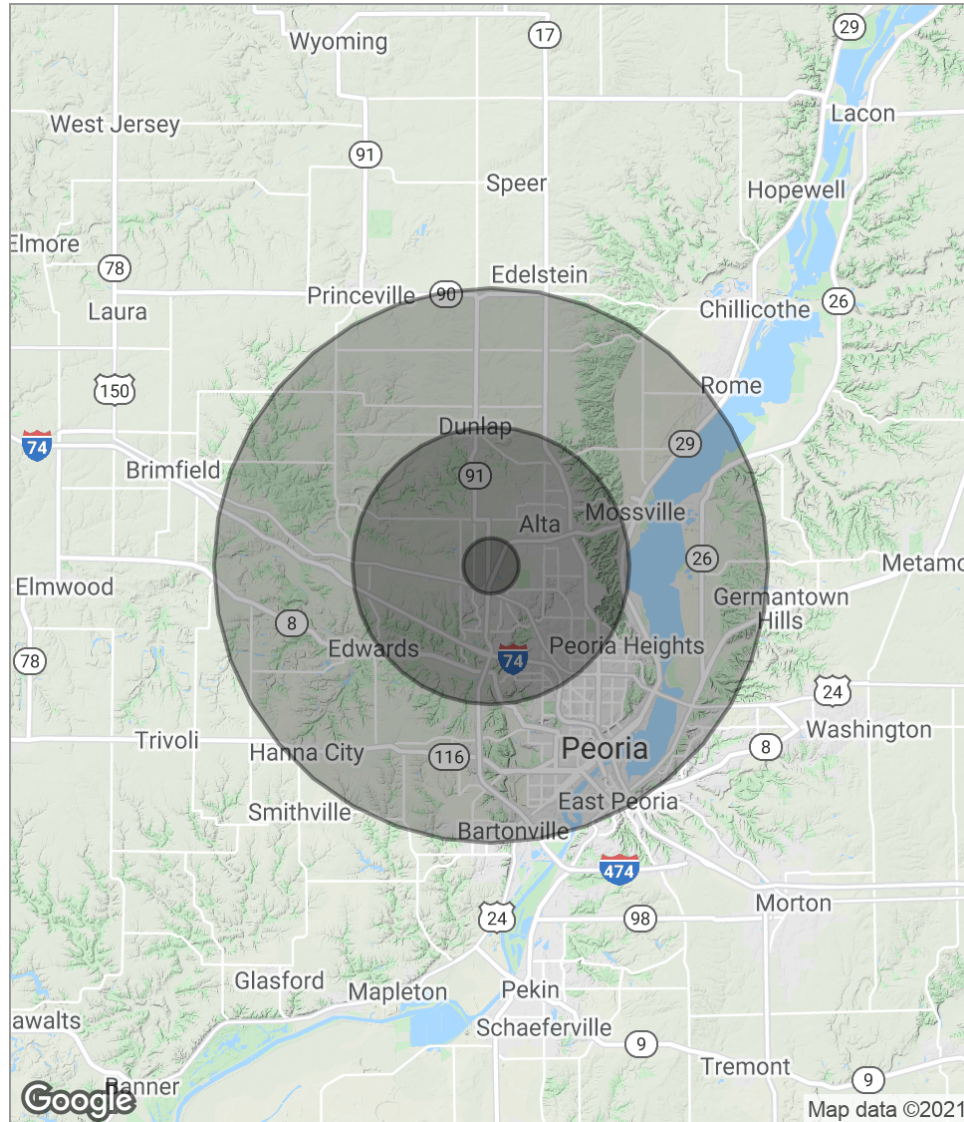 29
Wyoming
17
Lacon
West Jersey
91
Speer
Hopewell
Elmore
78
Edelstein
Princeville
90
Laura
26
Chillicothe
150
Rome
Dunlap
29
74
Brimfield
91
Mossville
Alta
26
Metamo
Elmwood
Germantown
Hills
8
Edwards
Peoria Heights
74
78
24
Washington
Trivoli
Peoria
8
Hanna City
116
East Peoria
Smithville
Bartonville
474
Morton
24
98
Glasford
Mapleton
Pekin
awalts
Schaeferville
9
Tremont
9
Banner
Google
Map data ©2021